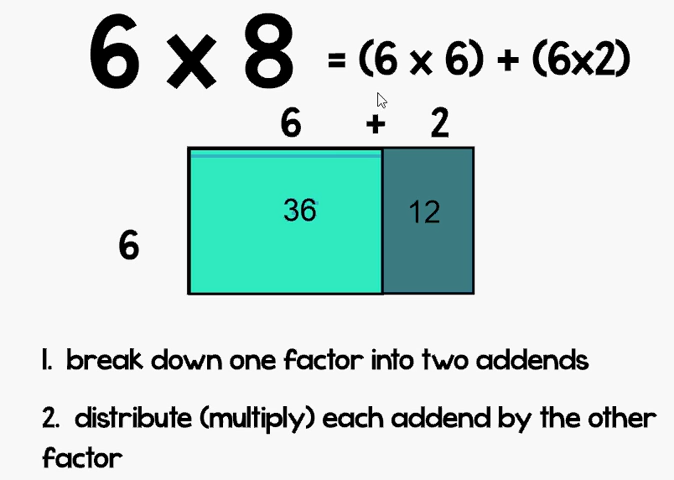 6 x 8 = (6 x 6) + (6x2)
6 + 2
36 12
6
1. break down one factor into two addends
2. distribute (multiply) each addend by the other
factor